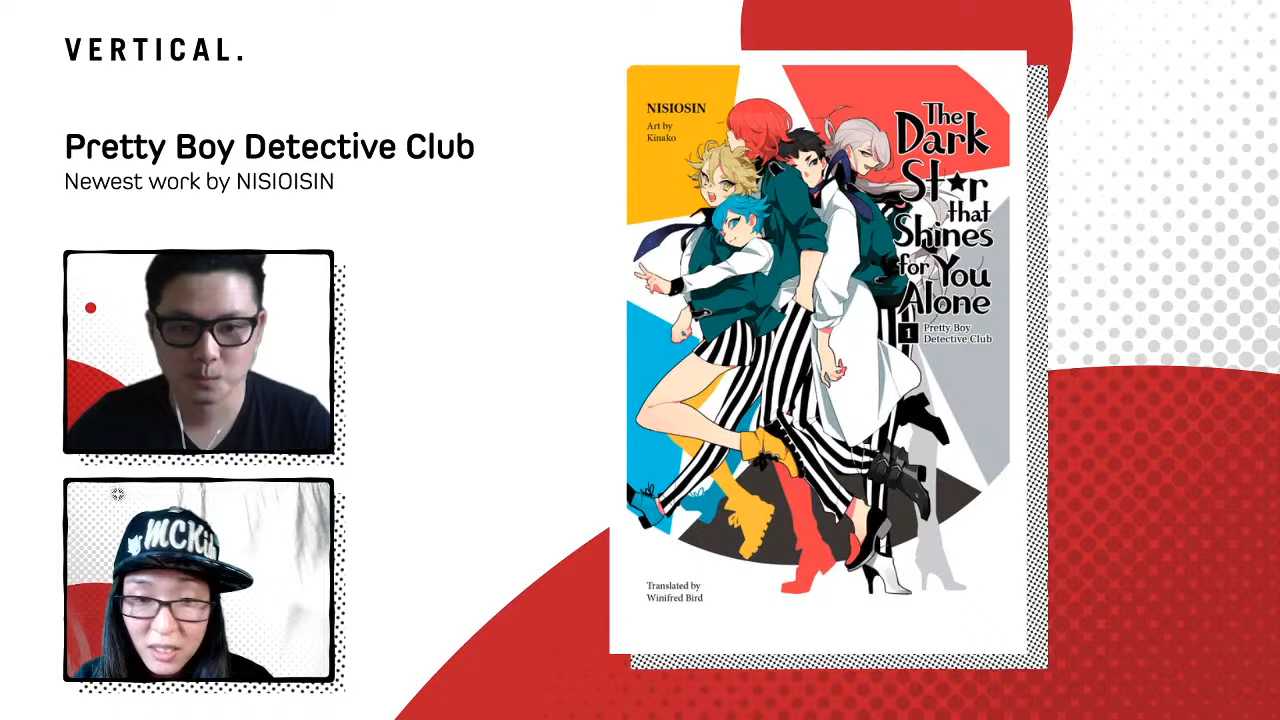 VERTICAL.
Pretty Boy Detective Club
Newest work by NISIOISIN
NISIOSIN
Art by
Kinako
The
Dark
St★r
that
Shines
for You
Alone
1 Pretty Boy
Detective Club
Translated by
Winifred Bird